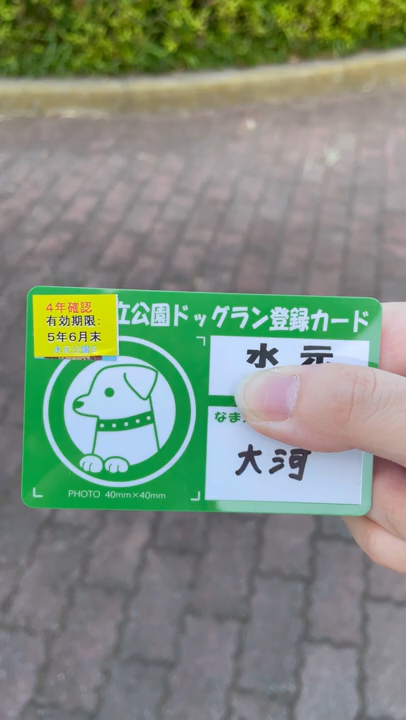 4年確認
有効期限:
5年6月末
立公園ドッグラン登録カード
水元
なま
大河
PHOTO 40mm×40mm